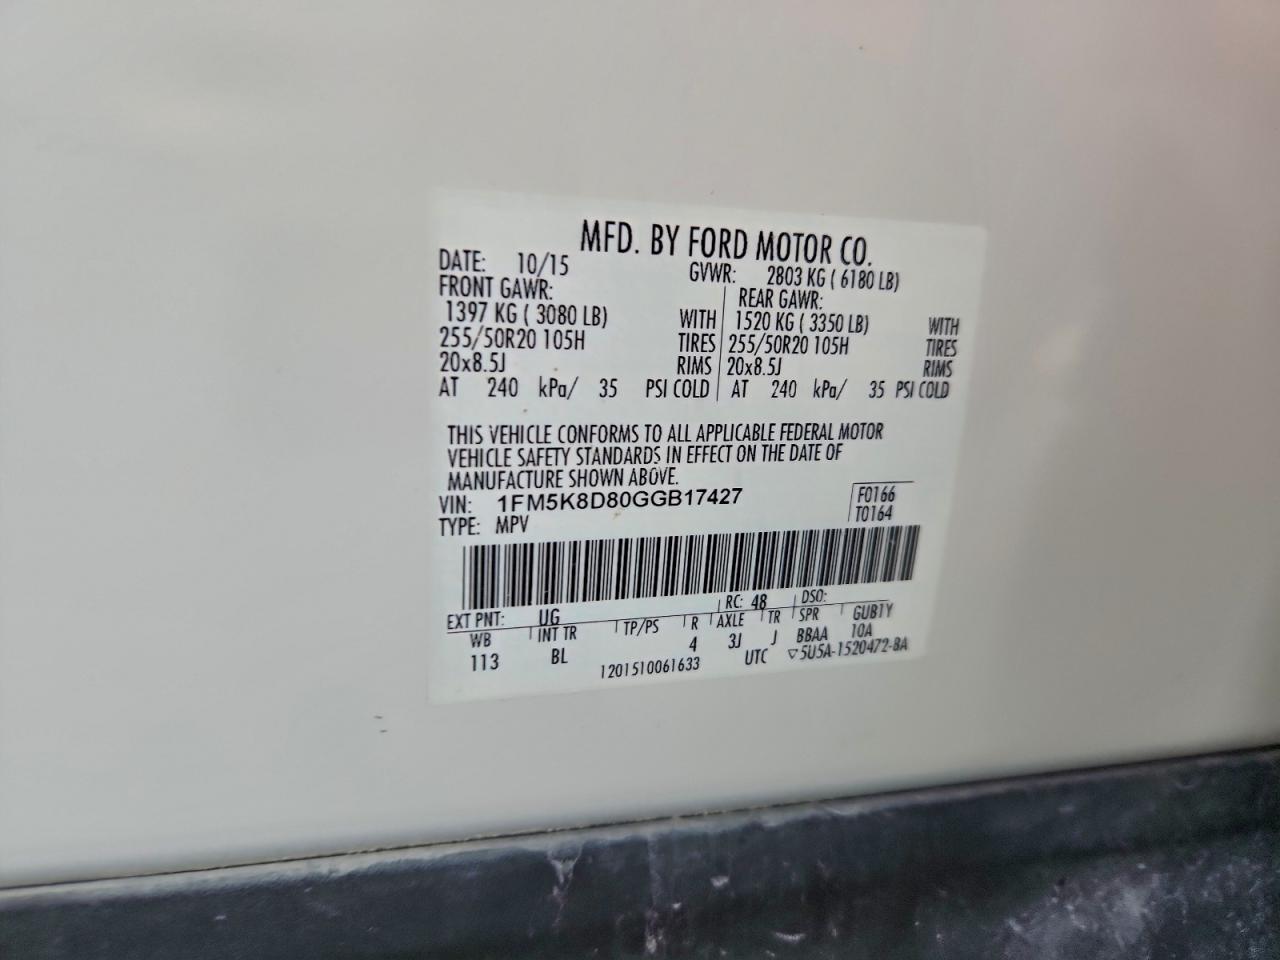 MFD. BY FORD MOTOR CO.
DATE: 10/15 GVWR: 2803 KG ( 6180 LB)
FRONT GAWR: REAR GAWR:
1397 KG ( 3080 LB) WITH 1520 KG ( 3350 LB) WITH
255/50R20 105H TIRES 255/50R20 105H TIRES
20x8.5J RIMS 20x8.5J RIMS
AT 240 kPa/ 35 PSI COLD AT 240 kPa/ 35 PSI COLD
THIS VEHICLE CONFORMS TO ALL APPLICABLE FEDERAL MOTOR
VEHICLE SAFETY STANDARDS IN EFFECT ON THE DATE OF
MANUFACTURE SHOWN ABOVE.
VIN: 1FM5K8D80GGB17427 F0166
TYPE: MPV T0164
EXT PNT: UG RC: 48 DSO:
WB INT TR TP/PS R AXLE TR SPR GUB1Y
113 BL 4 3J J BBAA 10A
1201510061633 UTC ▽5U5A-1520472-BA